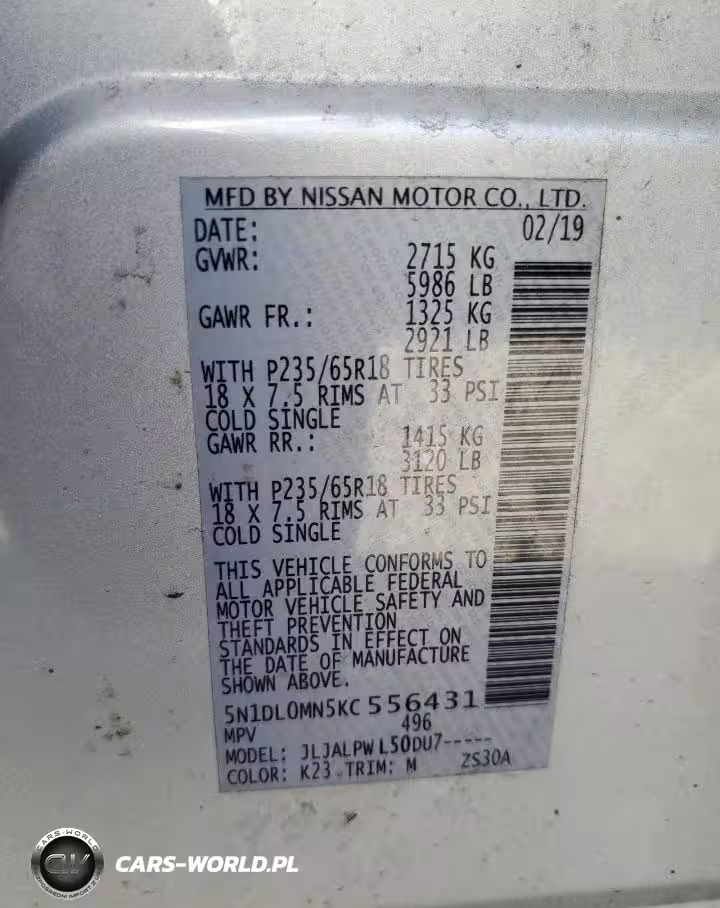 MFD BY NISSAN MOTOR CO., LTD.
DATE: 02/19
GVWR: 2715 KG
5986 LB
GAWR FR.: 1325 KG
2921 LB
WITH P235/65R18 TIRES
18 X 7.5 RIMS AT 33 PSI
COLD SINGLE
GAWR RR.: 1415 KG
3120 LB
WITH P235/65R18 TIRES
18 X 7.5 RIMS AT 33 PSI
COLD SINGLE
THIS VEHICLE CONFORMS TO
ALL APPLICABLE FEDERAL
MOTOR VEHICLE SAFETY AND
THEFT PREVENTION
STANDARDS IN EFFECT ON
THE DATE OF MANUFACTURE
SHOWN ABOVE.
5N1DL0MN5KC556431
MPV 496
MODEL: JLJALPWL50DU7-----
COLOR: K23 TRIM: M ZS30A
CARS-WORLD
CW
CARS-WORLD.PL